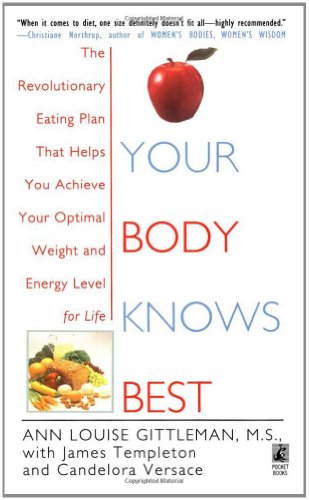 "When it comes to diet, one size definitely doesn't fit all—highly recommended."
—Christiane Northrup, author of WOMEN'S BODIES, WOMEN'S WISDOM
The
Revolutionary
Eating Plan
That Helps
You Achieve
Your Optimal
Weight and
Energy Level
for Life
YOUR
BODY
KNOWS
BEST
ANN LOUISE GITTLEMAN, M.S.,
with James Templeton
and Candelora Versace
POCKET
BOOKS